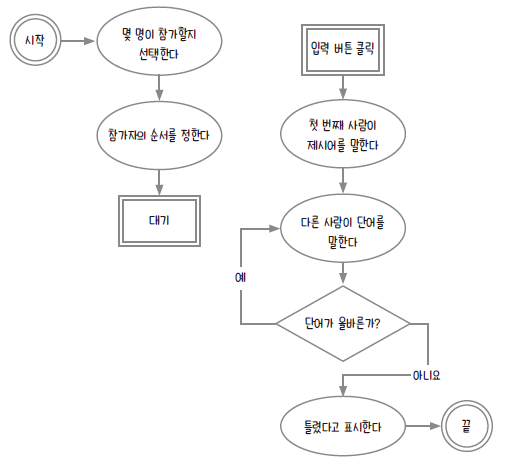 시작
몇 명이 참가할지
선택한다
참가자의 순서를 정한다
대기
입력 버튼 클릭
첫 번째 사람이
제시어를 말한다
다른 사람이 단어를
말한다
예
단어가 올바른가?
아니요
틀렸다고 표시한다
끝